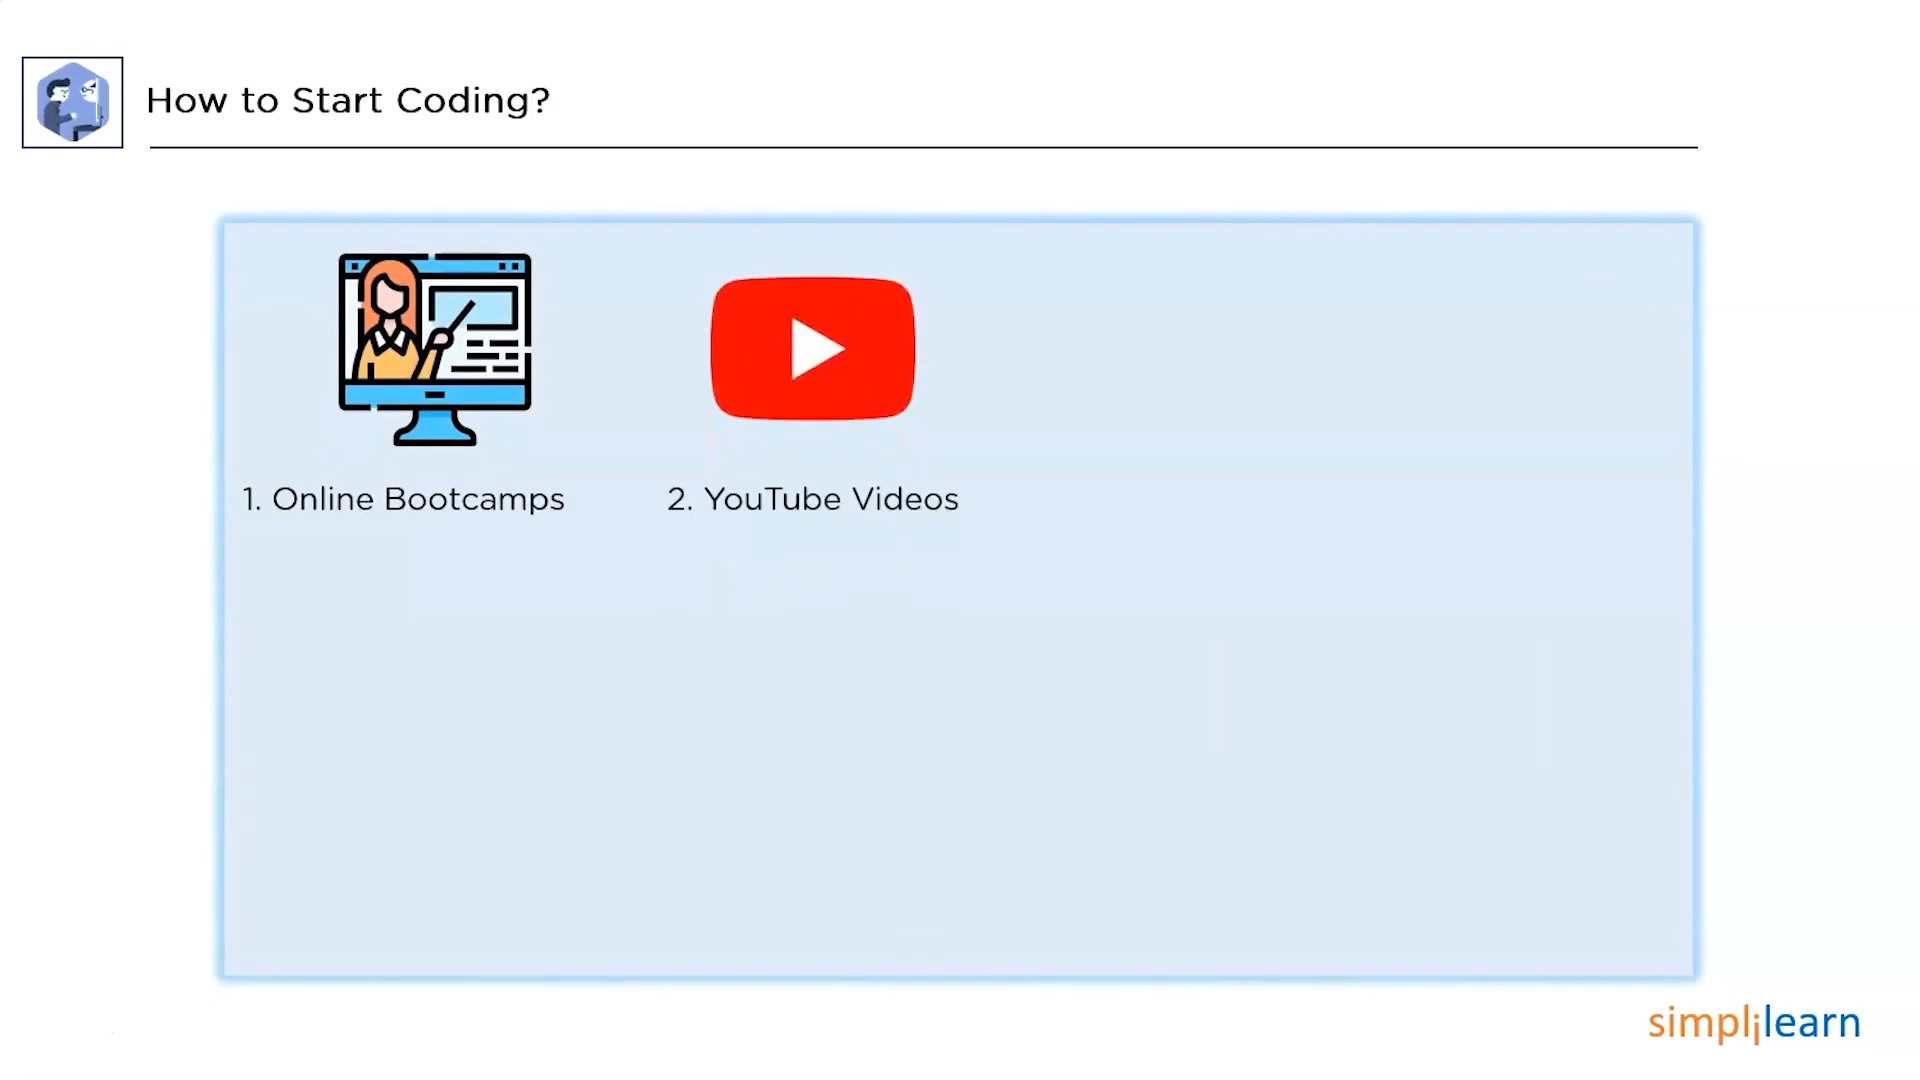 How to Start Coding?
1. Online Bootcamps
2. YouTube Videos
simplilearn